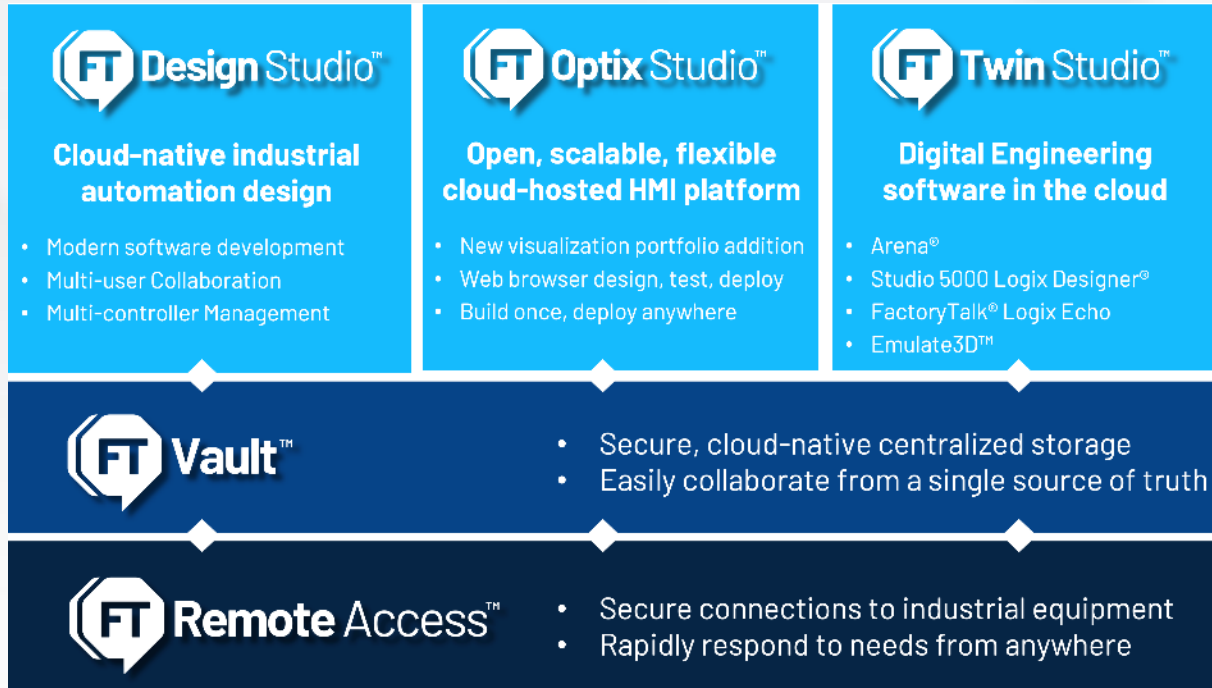 FT Design Studio™
Cloud-native industrial
automation design
• Modern software development
• Multi-user Collaboration
• Multi-controller Management
FT Optix Studio™
Open, scalable, flexible
cloud-hosted HMI platform
• New visualization portfolio addition
• Web browser design, test, deploy
• Build once, deploy anywhere
FT Twin Studio™
Digital Engineering
software in the cloud
• Arena®
• Studio 5000 Logix Designer®
• FactoryTalk® Logix Echo
• Emulate3D™
FT Vault™
• Secure, cloud-native centralized storage
• Easily collaborate from a single source of truth
FT Remote Access™
• Secure connections to industrial equipment
• Rapidly respond to needs from anywhere